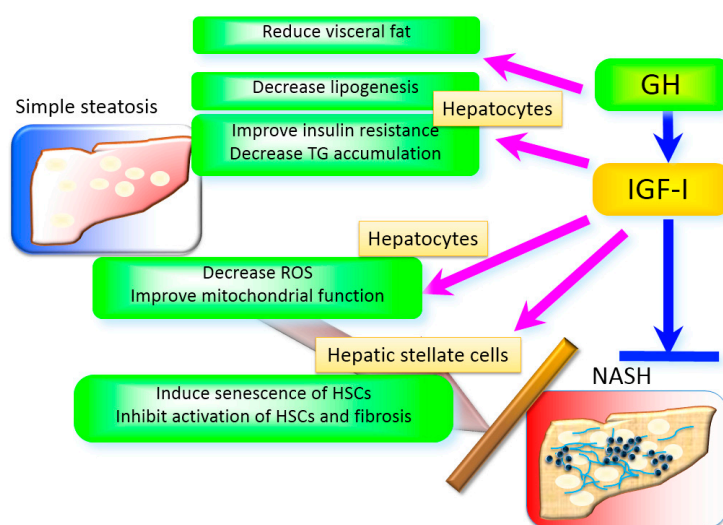 Reduce visceral fat
GH
Decrease lipogenesis
Simple steatosis
Hepatocytes
Improve insulin resistance
Decrease TG accumulation
IGF-I
Hepatocytes
Decrease ROS
Improve mitochondrial function
Hepatic stellate cells
NASH
Induce senescence of HSCs
Inhibit activation of HSCs and fibrosis